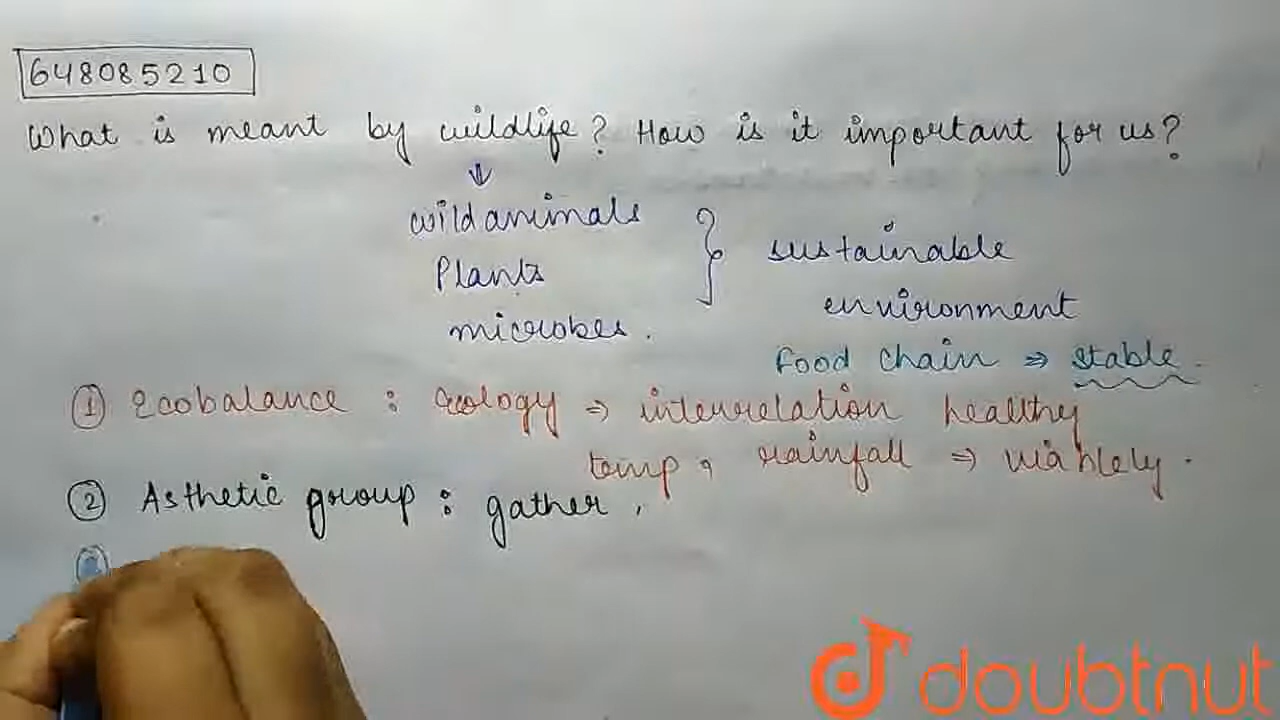 648085210
What is meant by wildlife? How is it important for us?
↓
wild animals
Plants
microbes.
} sustainable
environment
Food chain ⇒ stable.
① Ecobalance : ecology ⇒ interrelation healthy
temp, rainfall ⇒ viablely.
② Asthetic group : gather,
doubtnut